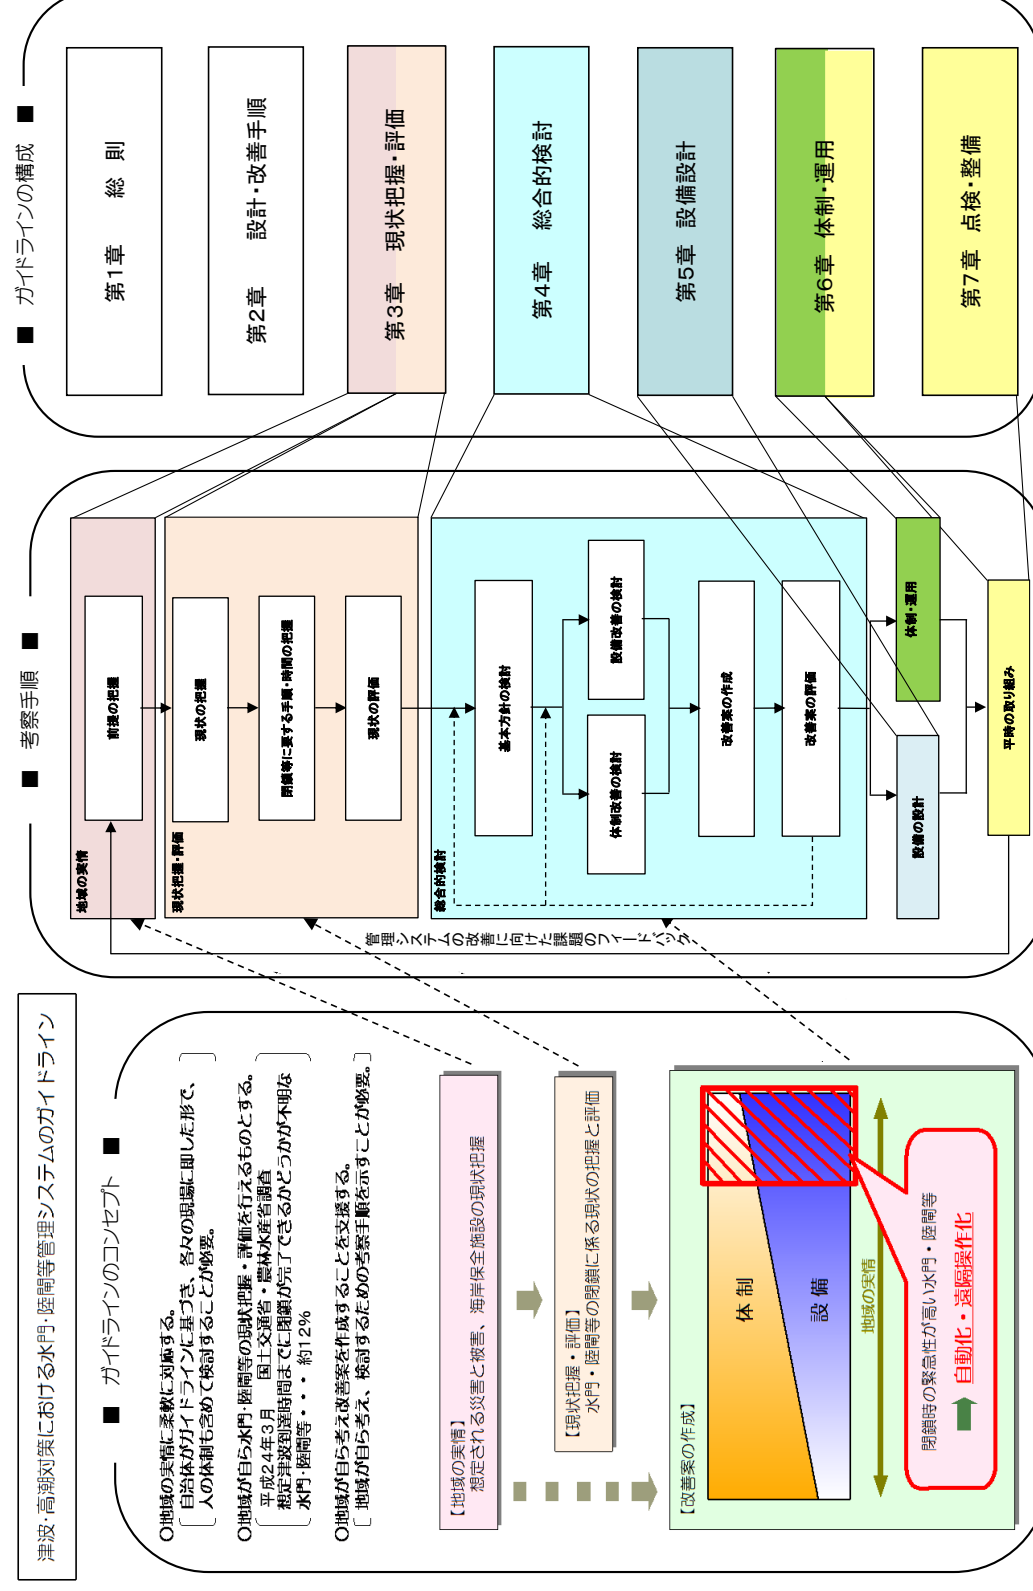 津波・高潮対策における水門・陸閘等管理システムのガイドライン
■ ガイドラインのコンセプト ■
〇地域の実情に柔軟に対応する。
自治体がガイドラインに基づき、各々の現場に即した形で、
人の体制も含めて検討することが必要。
〇地域が自ら水門・陸閘等の現状把握・評価を行えるものとする。
平成24年3月 国土交通省・農林水産省調査
想定津波到達時間までに閉鎖が完了できるかどうかが不明な
水門・陸閘等・・・ 約12%
〇地域が自ら考え改善案を作成することを支援する。
地域が自ら考え、検討するための考察手順を示すことが必要。
【地域の実情】
想定される災害と被害、海岸保全施設の現状把握
【現状把握・評価】
水門・陸閘等の閉鎖に係る現状の把握と評価
【改善案の作成】
体制
設備
地域の実情
閉鎖時の緊急性が高い水門・陸閘等
自動化・遠隔操作化
■ 考察手順 ■
地域の実情
前提の把握
現状把握・評価
現状の把握
閉鎖等に要する手順・時間の把握
現状の評価
総合的検討
基本方針の検討
体制改善の検討
設備改善の検討
改善案の作成
改善案の評価
設備の設計
体制・運用
平時の取り組み
管理システムの改善に向けた課題のフィードバック
■ ガイドラインの構成 ■
第1章 総 則
第2章 設計・改善手順
第3章 現状把握・評価
第4章 総合的検討
第5章 設備設計
第6章 体制・運用
第7章 点検・整備